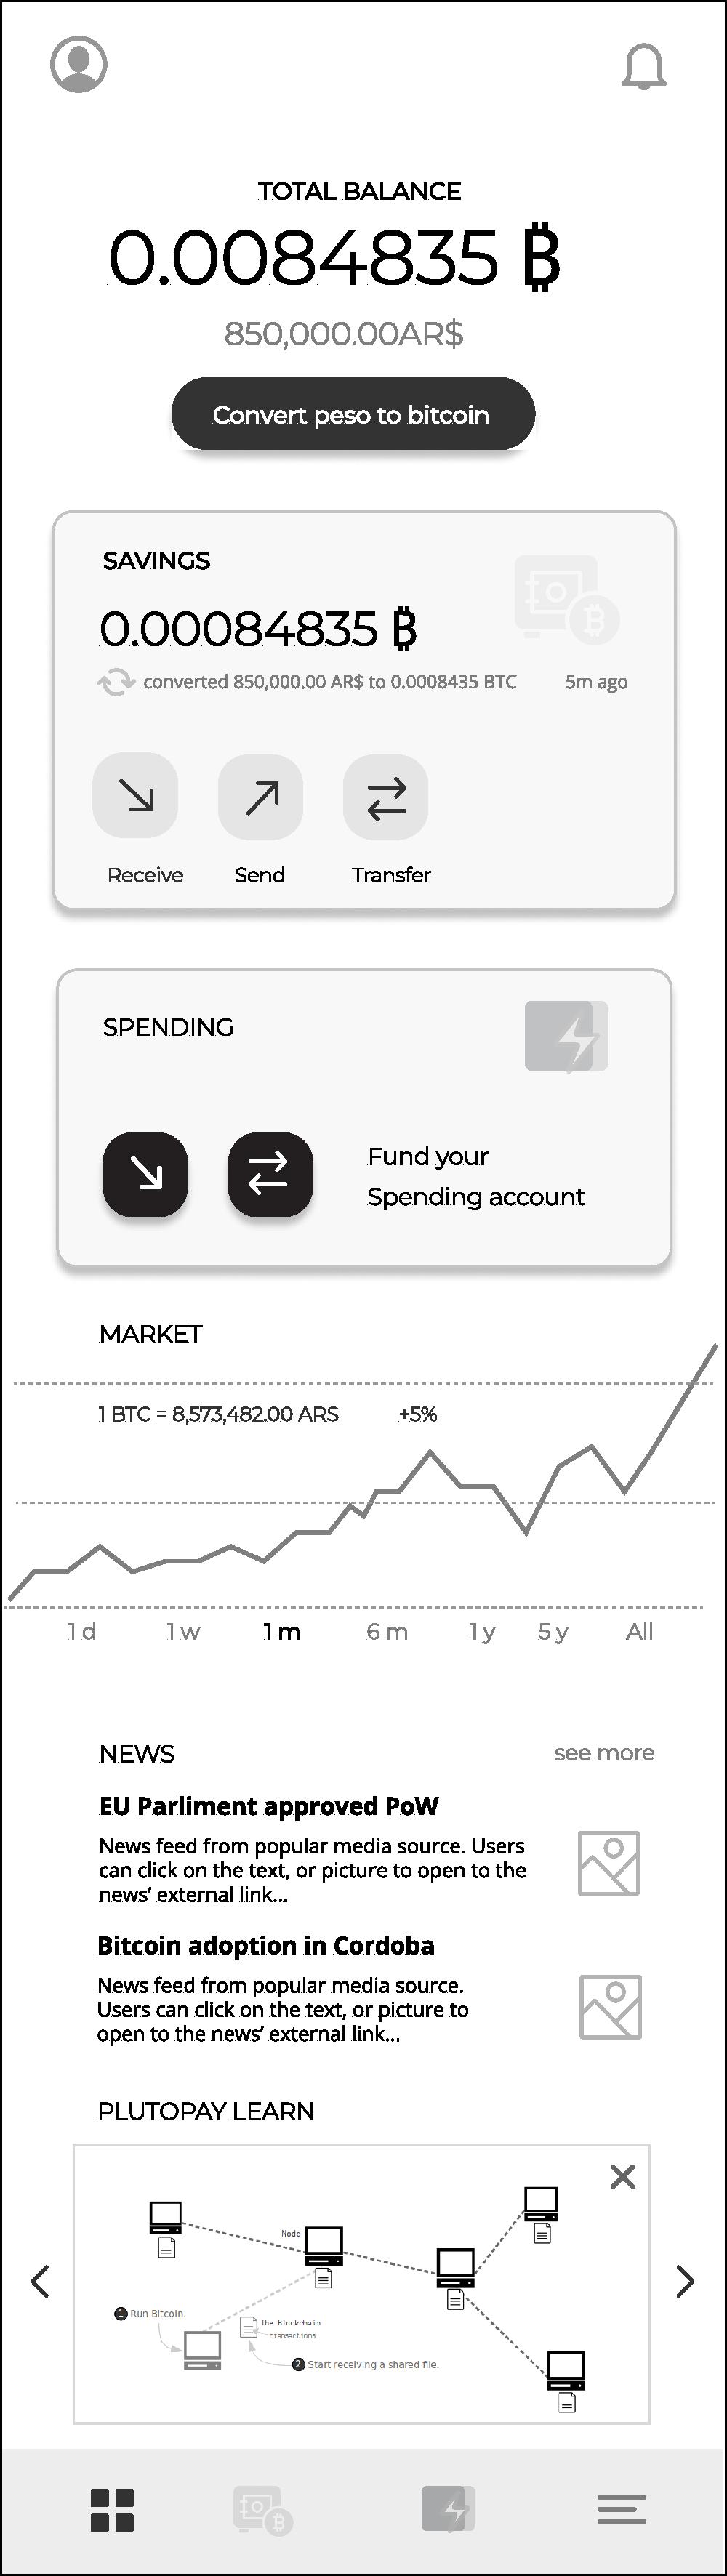 TOTAL BALANCE
0.0084835 ₿
850,000.00AR$
Convert peso to bitcoin
SAVINGS
0.00084835 ₿
converted 850,000.00 AR$ to 0.0008435 BTC 5m ago
Receive Send Transfer
SPENDING
Fund your
Spending account
MARKET
1 BTC = 8,573,482.00 ARS +5%
1 d 1 w 1 m 6 m 1 y 5 y All
NEWS see more
EU Parliment approved PoW
News feed from popular media source. Users
can click on the text, or picture to open to the
news’ external link...
Bitcoin adoption in Cordoba
News feed from popular media source.
Users can click on the text, or picture to
open to the news’ external link...
PLUTOPAY LEARN
Node
1 Run Bitcoin.
The Blockchain
transactions
2 Start receiving a shared file.